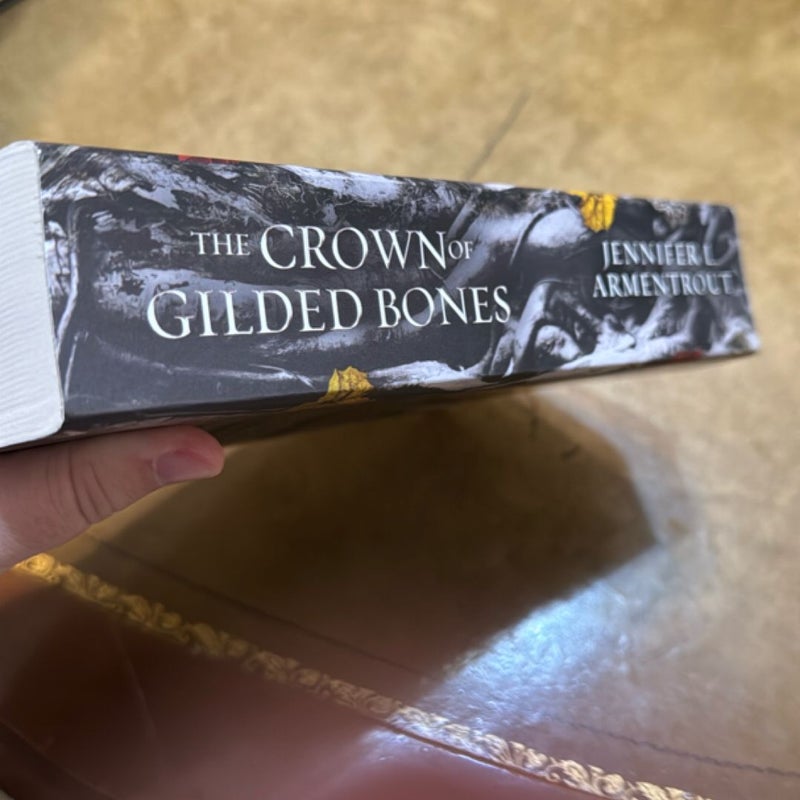 THE CROWN OF
GILDED BONES
JENNIFER L.
ARMENTROUT